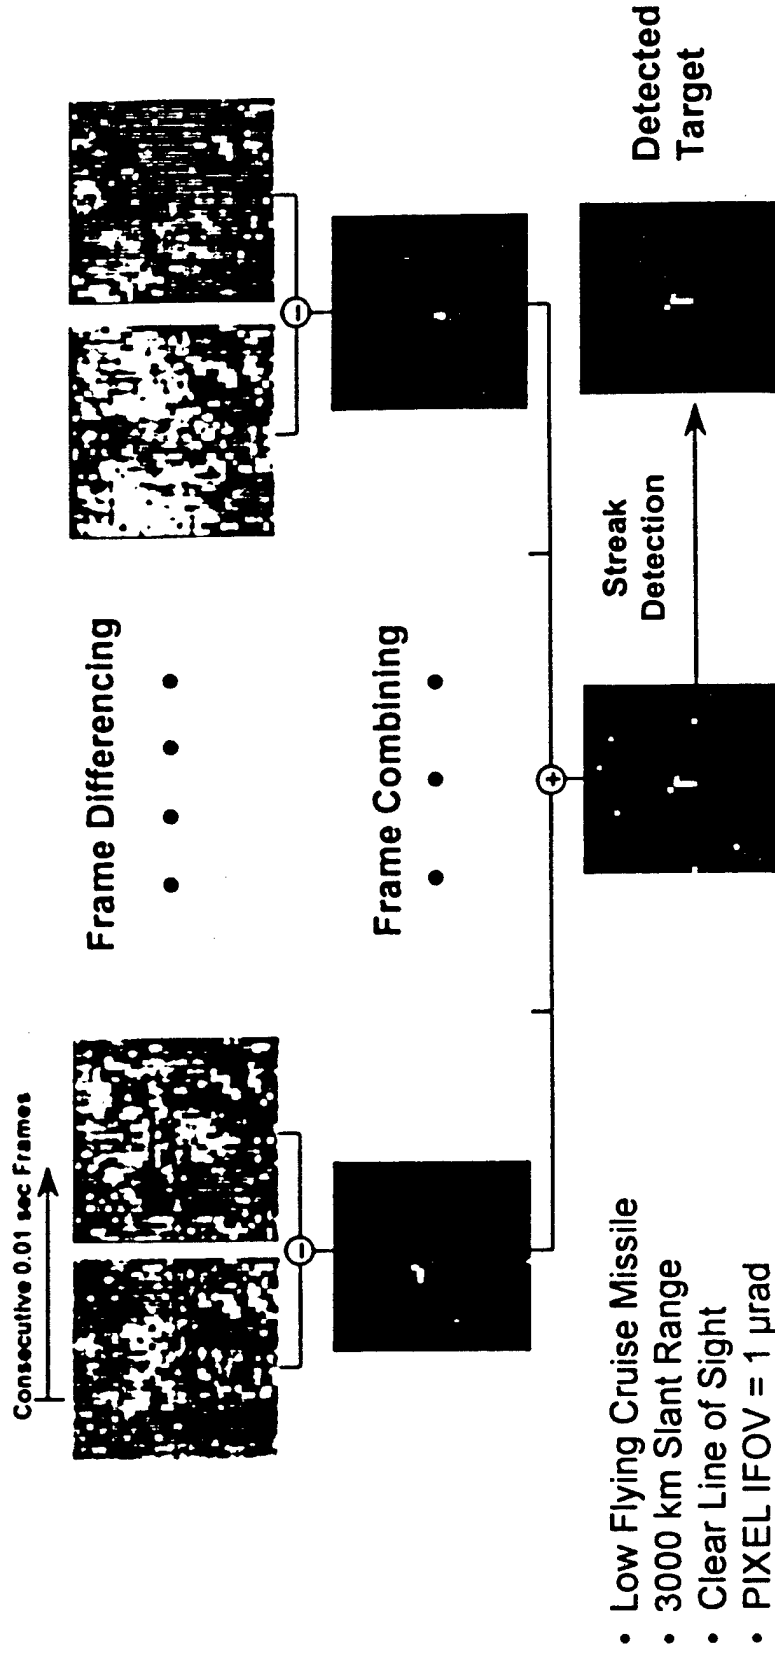 Consecutive 0.01 sec Frames
Frame Differencing
−
−
Frame Combining
+
Streak
Detection
Detected
Target
• Low Flying Cruise Missile
• 3000 km Slant Range
• Clear Line of Sight
• PIXEL IFOV = 1 μrad